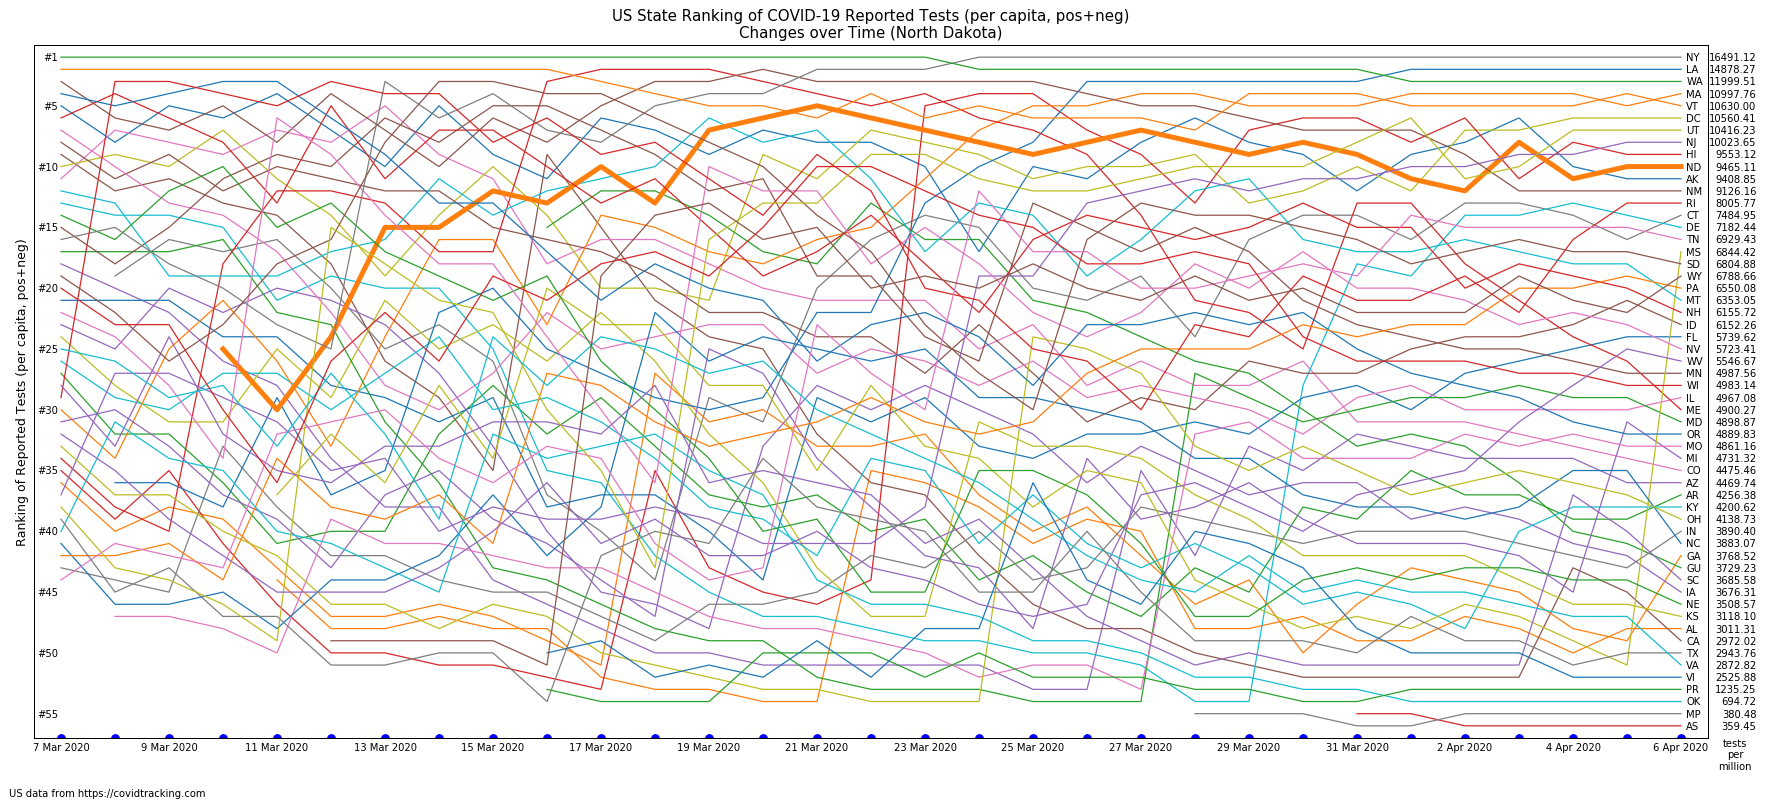 US State Ranking of COVID-19 Reported Tests (per capita, pos+neg)
Changes over Time (North Dakota)
Ranking of Reported Tests (per capita, pos+neg)
#1
#5
#10
#15
#20
#25
#30
#35
#40
#45
#50
#55
NY 16491.12
LA 14878.27
WA 11999.51
MA 10997.76
VT 10630.00
DC 10560.41
UT 10416.23
NJ 10023.65
HI 9553.12
ND 9465.11
AK 9408.85
NM 9126.16
RI 8005.77
CT 7484.95
DE 7182.44
TN 6929.43
MS 6844.42
SD 6804.88
WY 6788.66
PA 6550.08
MT 6353.05
NH 6155.72
ID 6152.26
FL 5739.62
NV 5723.41
WV 5546.67
MN 4987.56
WI 4983.14
IL 4967.08
ME 4900.27
MD 4898.87
OR 4889.83
MO 4861.16
MI 4731.32
CO 4475.46
AZ 4469.74
AR 4256.38
KY 4200.62
OH 4138.73
IN 3890.40
NC 3883.07
GA 3768.52
GU 3729.23
SC 3685.58
IA 3676.31
NE 3508.57
KS 3118.10
AL 3011.31
CA 2972.02
TX 2943.76
VA 2872.82
VI 2525.88
PR 1235.25
OK 694.72
MP 380.48
AS 359.45
7 Mar 2020 9 Mar 2020 11 Mar 2020 13 Mar 2020 15 Mar 2020 17 Mar 2020 19 Mar 2020 21 Mar 2020 23 Mar 2020 25 Mar 2020 27 Mar 2020 29 Mar 2020 31 Mar 2020 2 Apr 2020 4 Apr 2020 6 Apr 2020
tests
per
million
US data from https://covidtracking.com